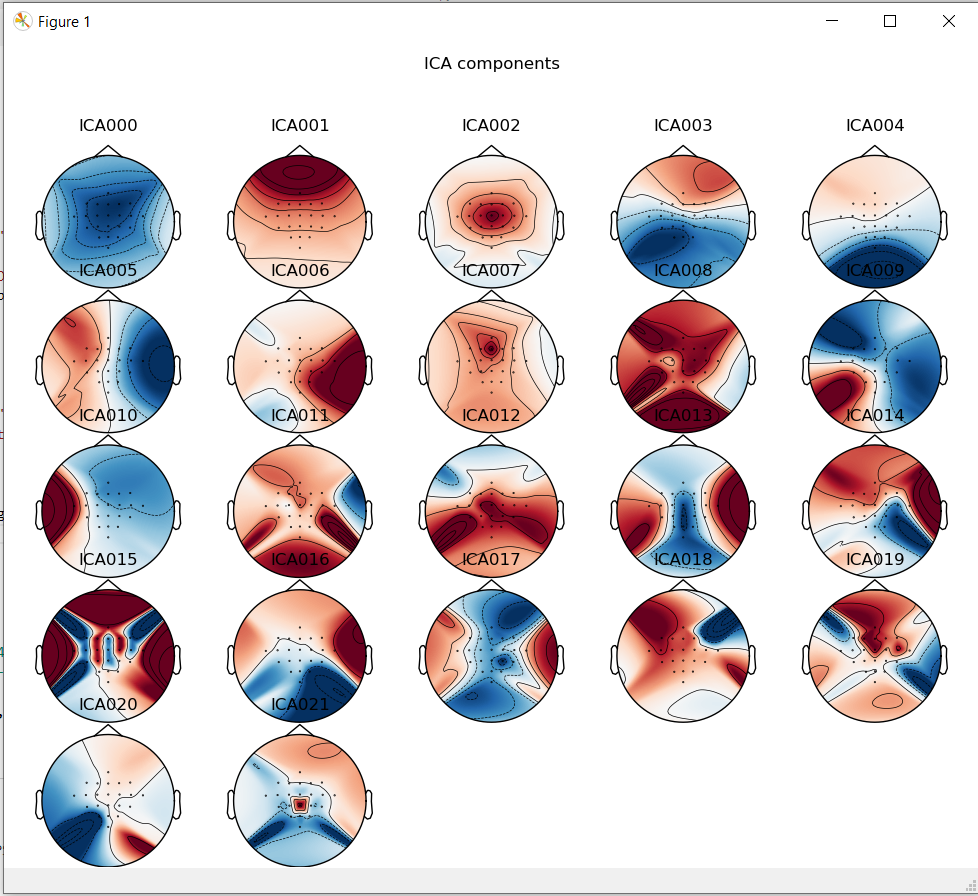 Figure 1
ICA components
ICA000 ICA001 ICA002 ICA003 ICA004
ICA005 ICA006 ICA007 ICA008 ICA009
ICA010 ICA011 ICA012 ICA013 ICA014
ICA015 ICA016 ICA017 ICA018 ICA019
ICA020 ICA021